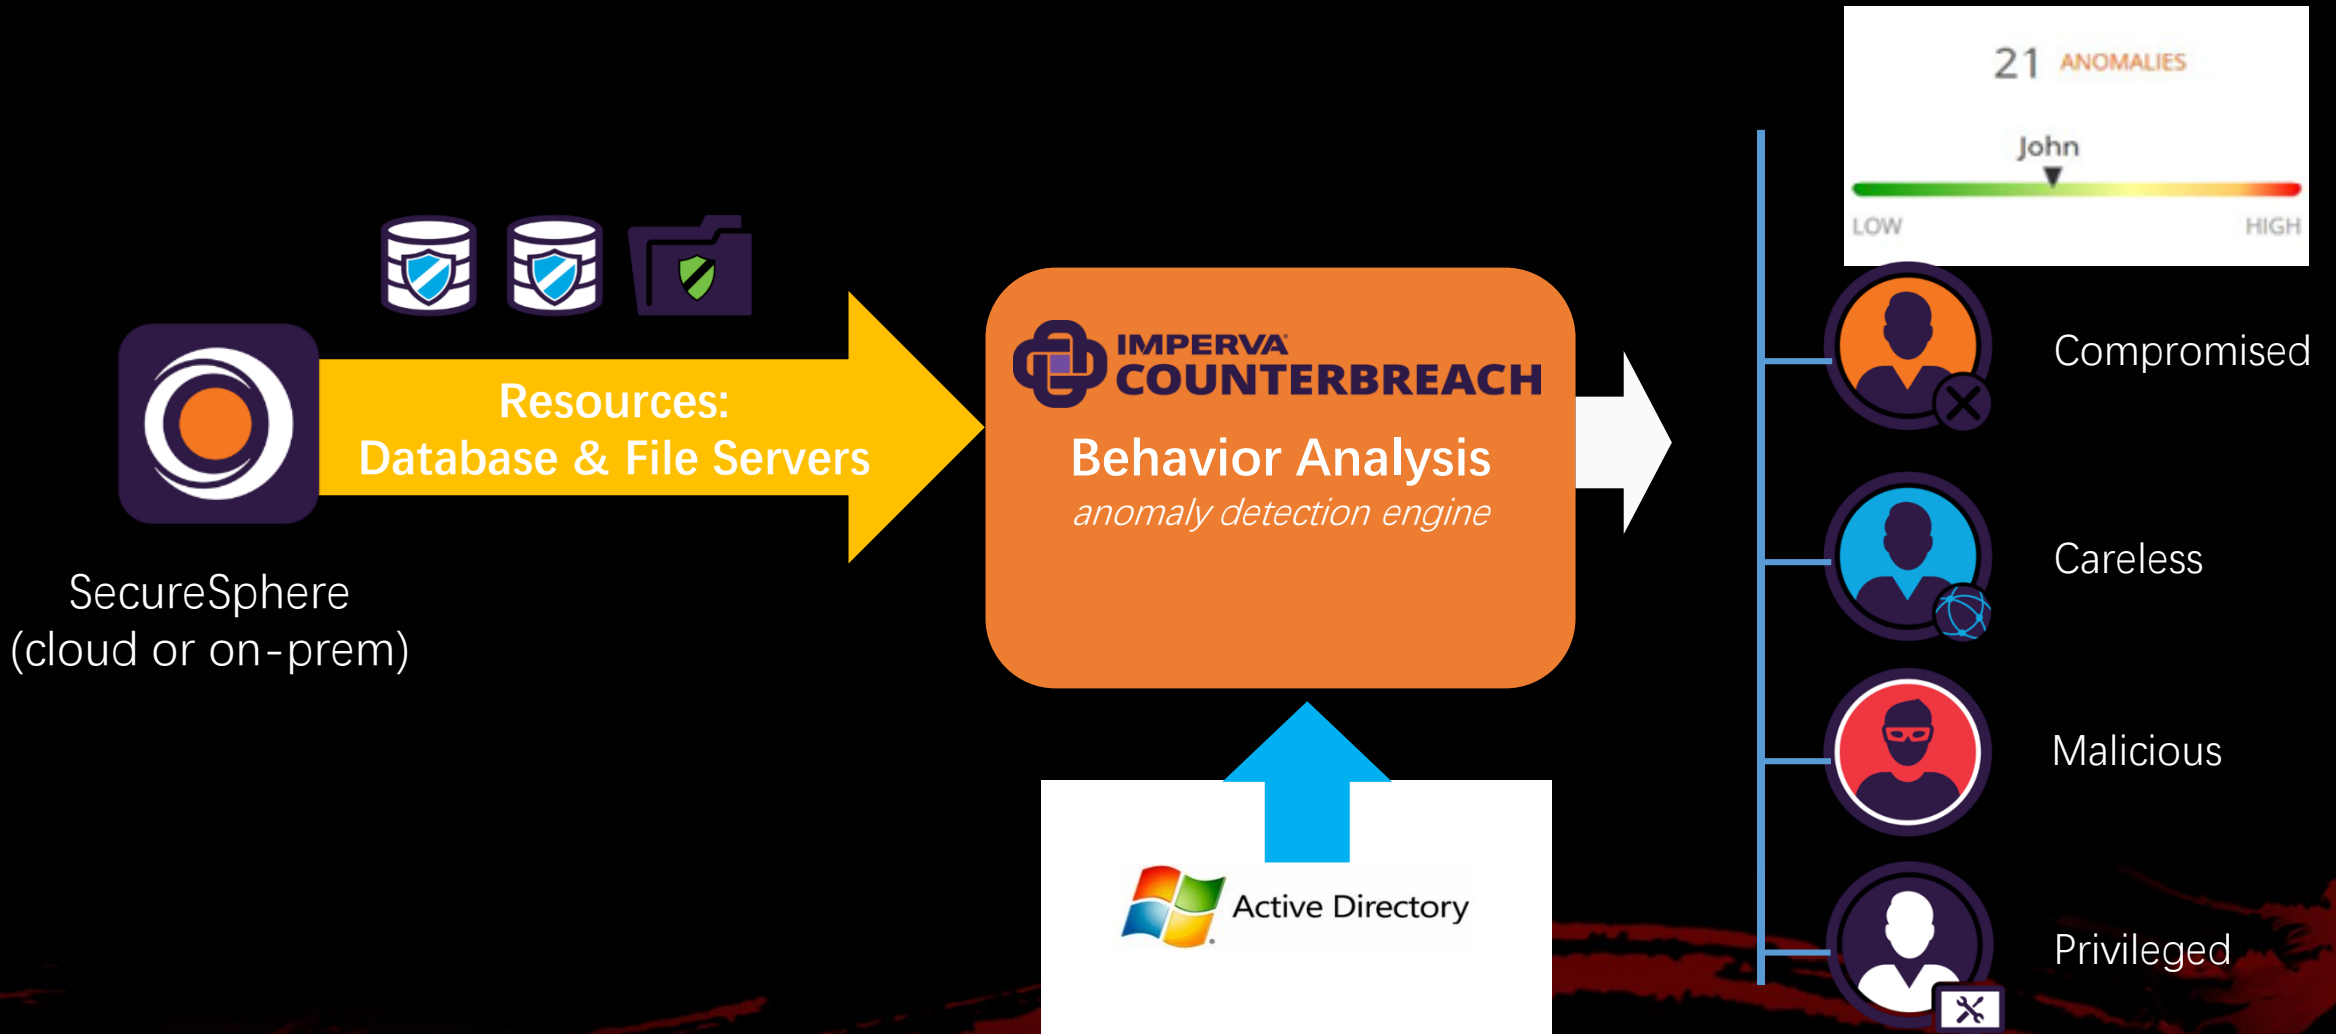 SecureSphere
(cloud or on-prem)
Resources:
Database & File Servers
IMPERVA
COUNTERBREACH
Behavior Analysis
anomaly detection engine
Active Directory
21 ANOMALIES
John
LOW HIGH
Compromised
Careless
Malicious
Privileged